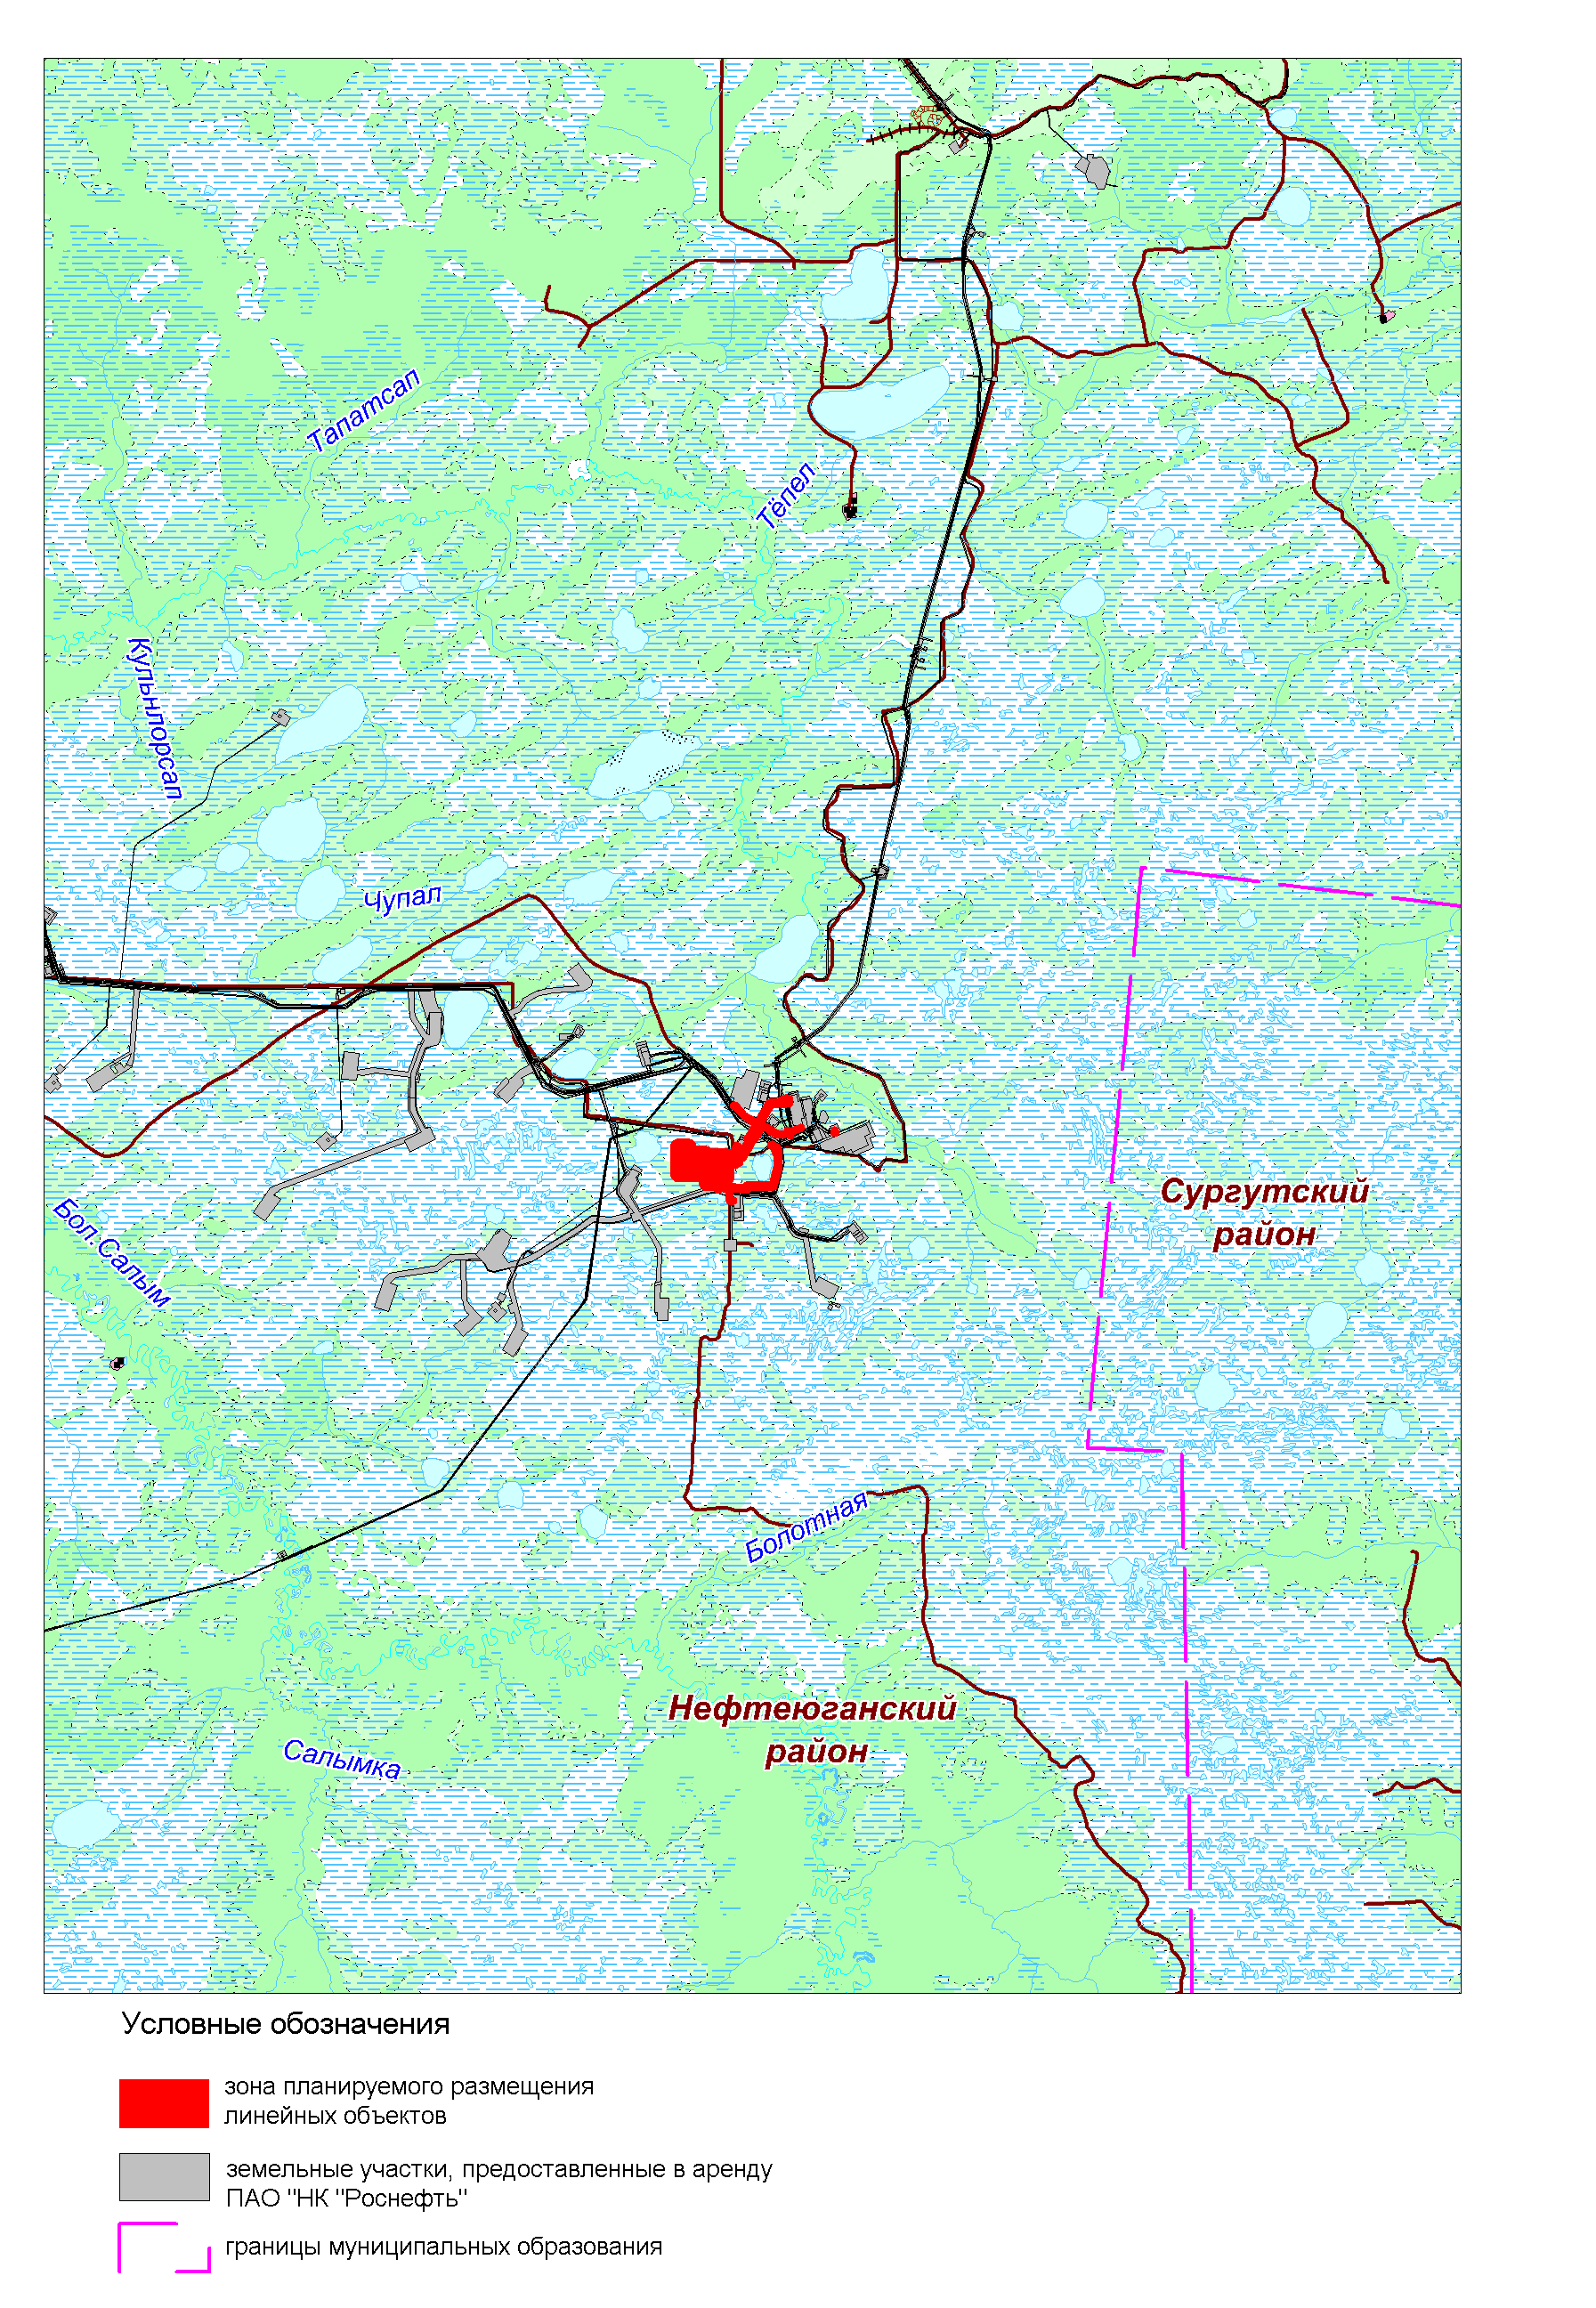 Тапатсап
Тёпел
Кульнлорсап
Чупал
Сургутский
район
Бол.Салым
Болотная
Нефтеюганский
район
Салымка
Условные обозначения
зона планируемого размещения
линейных объектов
земельные участки, предоставленные в аренду
ПАО "НК "Роснефть"
границы муниципальных образования